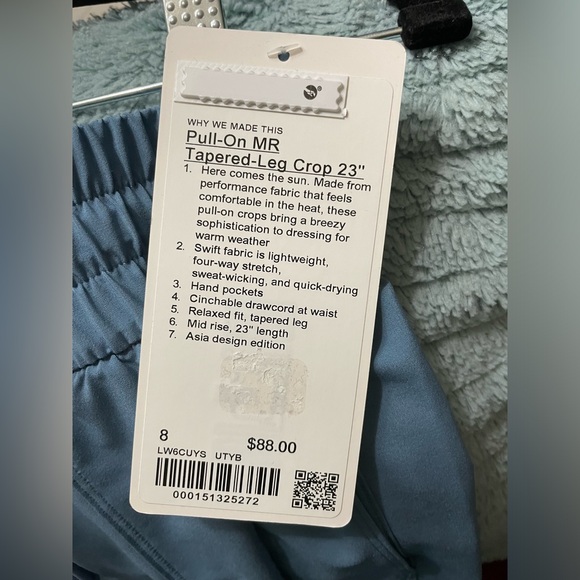 WHY WE MADE THIS
Pull-On MR
Tapered-Leg Crop 23"
1. Here comes the sun. Made from
performance fabric that feels
comfortable in the heat, these
pull-on crops bring a breezy
sophistication to dressing for
warm weather
2. Swift fabric is lightweight,
four-way stretch,
sweat-wicking, and quick-drying
3. Hand pockets
4. Cinchable drawcord at waist
5. Relaxed fit, tapered leg
6. Mid rise, 23" length
7. Asia design edition
8 $88.00
LW6CUYS UTYB
000151325272